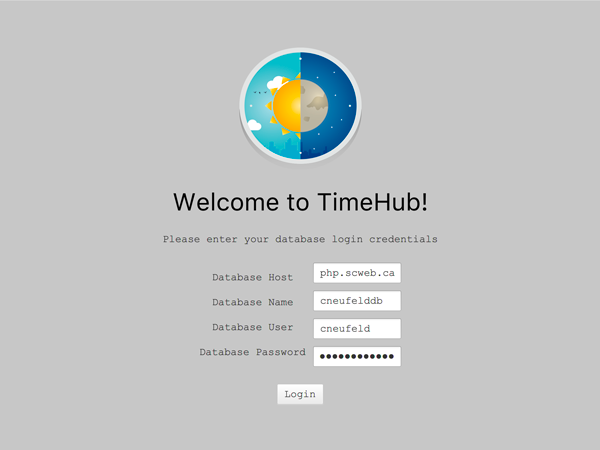 Welcome to TimeHub!
Please enter your database login credentials
Database Host php.scweb.ca
Database Name cneufelddb
Database User cneufeld
Database Password ●●●●●●●●●●●●
Login